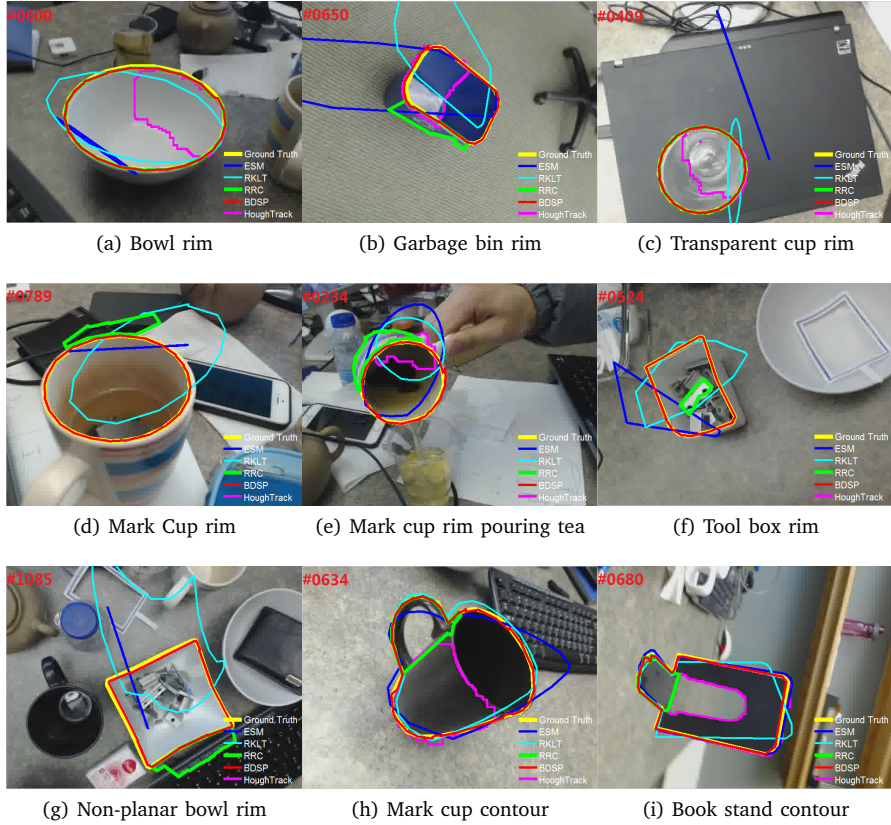 #0600
Ground Truth
ESM
RKLT
RRC
BDSP
HoughTrack
(a) Bowl rim
#0650
Ground Truth
ESM
RKLT
RRC
BDSP
HoughTrack
(b) Garbage bin rim
#0409
Ground Truth
ESM
RKLT
RRC
BDSP
HoughTrack
(c) Transparent cup rim
#0789
Ground Truth
ESM
RKLT
RRC
BDSP
HoughTrack
(d) Mark Cup rim
#0234
Ground Truth
ESM
RKLT
RRC
BDSP
HoughTrack
(e) Mark cup rim pouring tea
#0524
Ground Truth
ESM
RKLT
RRC
BDSP
HoughTrack
(f) Tool box rim
#1085
Ground Truth
ESM
RKLT
RRC
BDSP
HoughTrack
(g) Non-planar bowl rim
#0634
Ground Truth
ESM
RKLT
RRC
BDSP
HoughTrack
(h) Mark cup contour
#0680
Ground Truth
ESM
RKLT
RRC
BDSP
HoughTrack
(i) Book stand contour